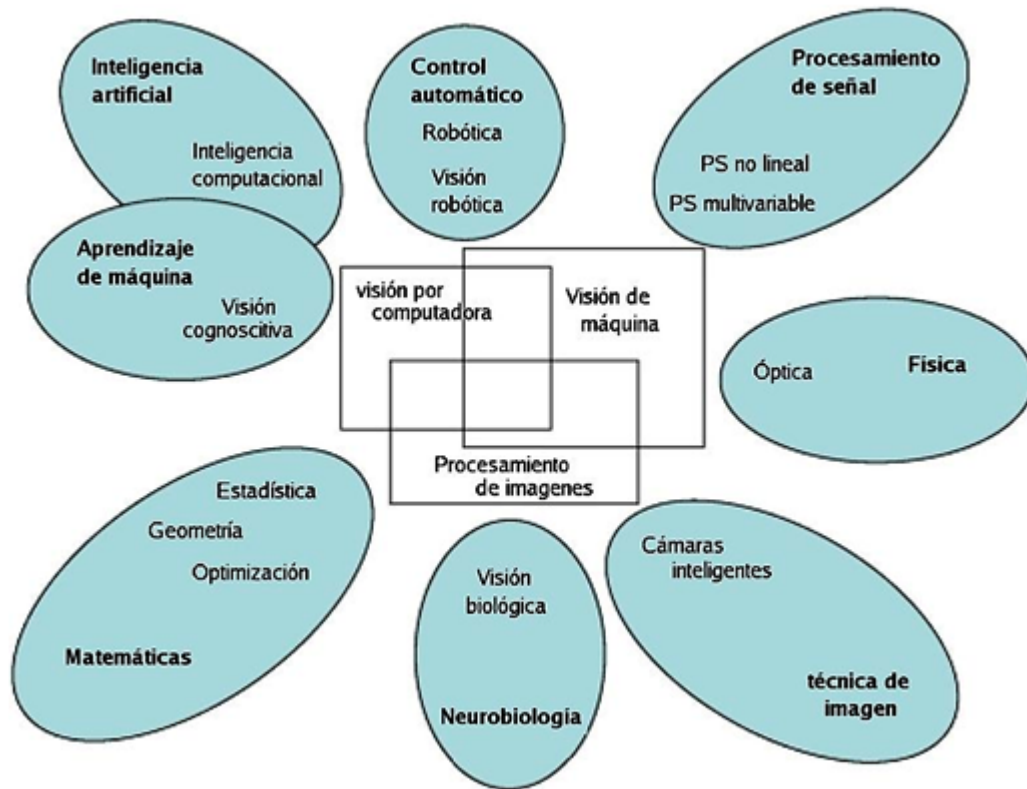 Inteligencia
artificial
Inteligencia
computacional
Control
automático
Robótica
Visión
robótica
Procesamiento
de señal
PS no lineal
PS multivariable
Aprendizaje
de máquina
Visión
cognoscitiva
visión por
computadora
Visión de
máquina
Óptica
Física
Procesamiento
de imagenes
Estadística
Geometría
Optimización
Matemáticas
Visión
biológica
Neurobiología
Cámaras
inteligentes
técnica de
imagen